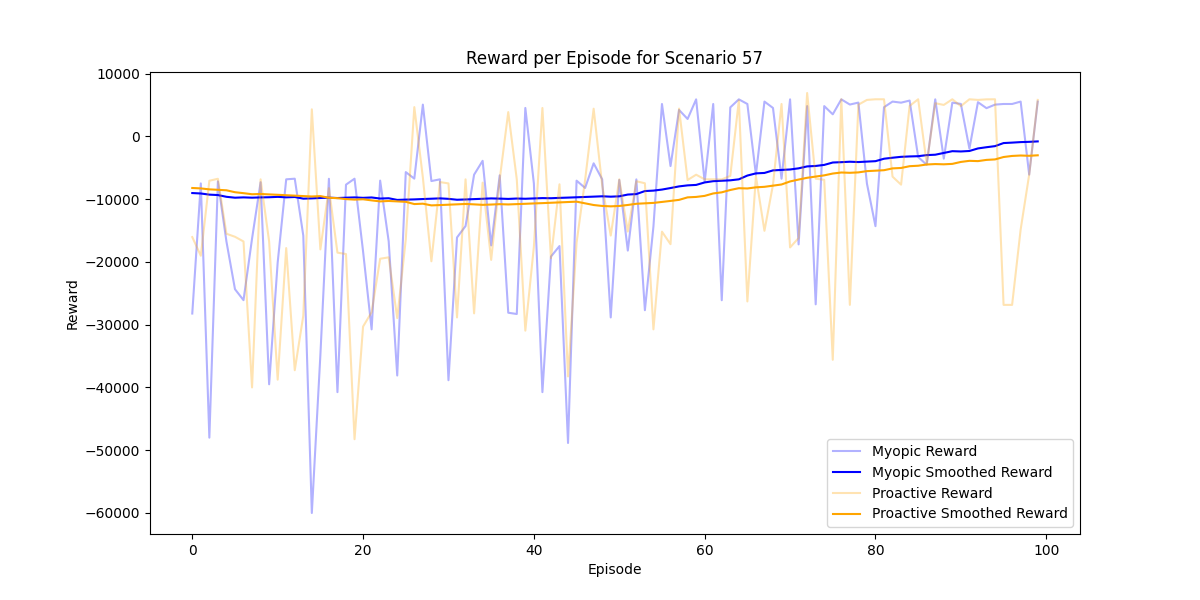 Reward per Episode for Scenario 57
10000
0
−10000
−20000
−30000
−40000
−50000
−60000
Reward
0
20
40
60
80
100
Episode
Myopic Reward
Myopic Smoothed Reward
Proactive Reward
Proactive Smoothed Reward